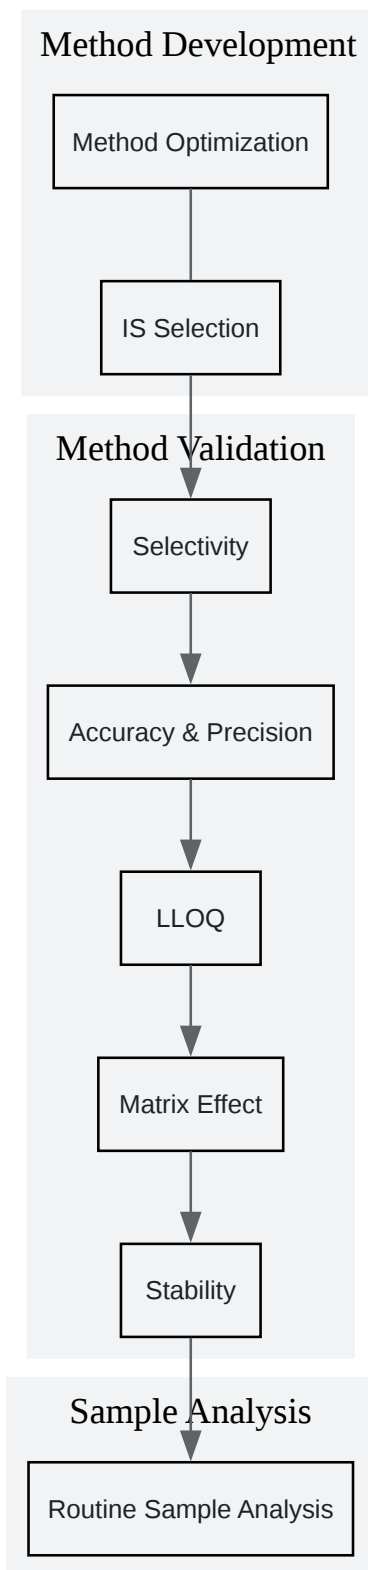 Method Development
Method Optimization
IS Selection
Method Validation
Selectivity
Accuracy & Precision
LLOQ
Matrix Effect
Stability
Sample Analysis
Routine Sample Analysis